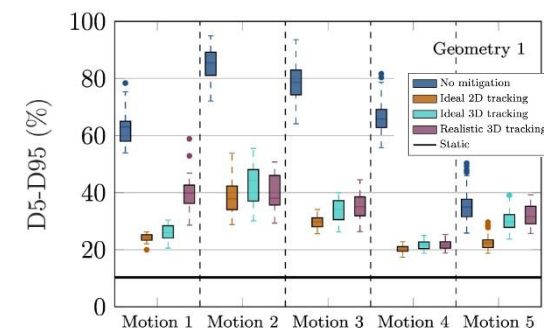 100
80
60
40
20
0
D5-D95 (%)
Geometry 1
No mitigation
Ideal 2D tracking
Ideal 3D tracking
Realistic 3D tracking
Static
Motion 1 Motion 2 Motion 3 Motion 4 Motion 5